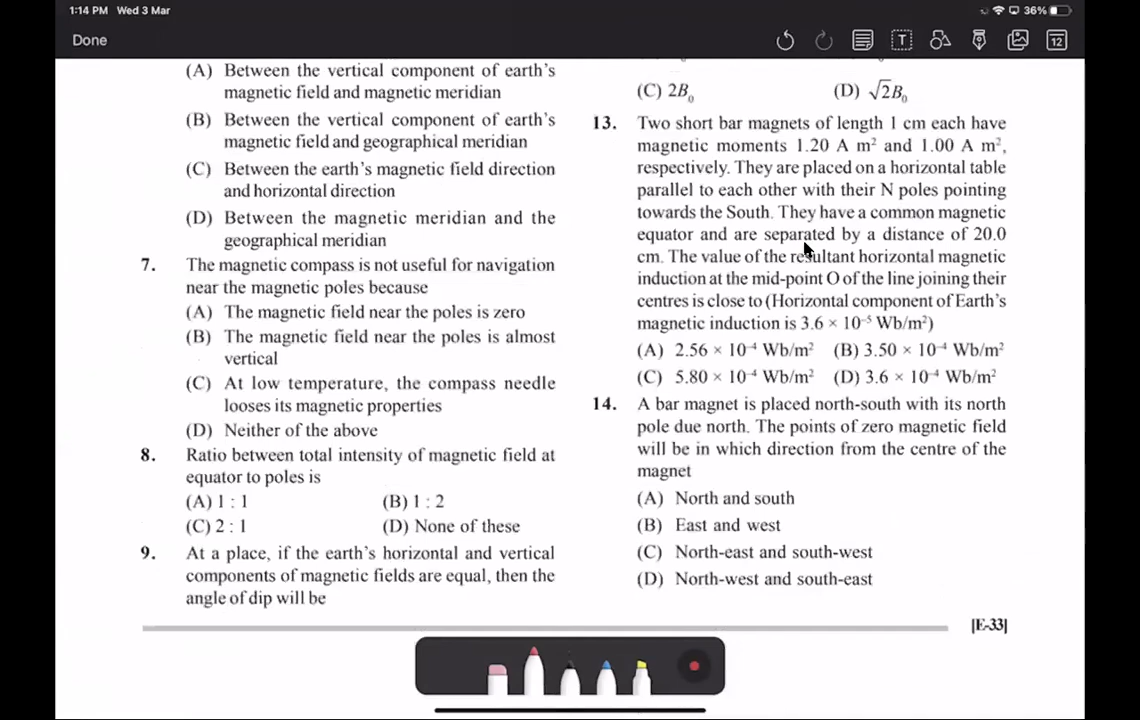 1:14 PM Wed 3 Mar
36%
Done
T
12
(A) Between the vertical component of earth's
magnetic field and magnetic meridian
(B) Between the vertical component of earth's
magnetic field and geographical meridian
(C) Between the earth's magnetic field direction
and horizontal direction
(D) Between the magnetic meridian and the
geographical meridian
7. The magnetic compass is not useful for navigation
near the magnetic poles because
(A) The magnetic field near the poles is zero
(B) The magnetic field near the poles is almost
vertical
(C) At low temperature, the compass needle
looses its magnetic properties
(D) Neither of the above
8. Ratio between total intensity of magnetic field at
equator to poles is
(A) 1 : 1 (B) 1 : 2
(C) 2 : 1 (D) None of these
9. At a place, if the earth's horizontal and vertical
components of magnetic fields are equal, then the
angle of dip will be
(C) 2B₀ (D) √2B₀
13. Two short bar magnets of length 1 cm each have
magnetic moments 1.20 A m² and 1.00 A m²,
respectively. They are placed on a horizontal table
parallel to each other with their N poles pointing
towards the South. They have a common magnetic
equator and are separated by a distance of 20.0
cm. The value of the resultant horizontal magnetic
induction at the mid-point O of the line joining their
centres is close to (Horizontal component of Earth's
magnetic induction is 3.6 × 10⁻⁵ Wb/m²)
(A) 2.56 × 10⁻⁴ Wb/m² (B) 3.50 × 10⁻⁴ Wb/m²
(C) 5.80 × 10⁻⁴ Wb/m² (D) 3.6 × 10⁻⁴ Wb/m²
14. A bar magnet is placed north-south with its north
pole due north. The points of zero magnetic field
will be in which direction from the centre of the
magnet
(A) North and south
(B) East and west
(C) North-east and south-west
(D) North-west and south-east
|E-33|